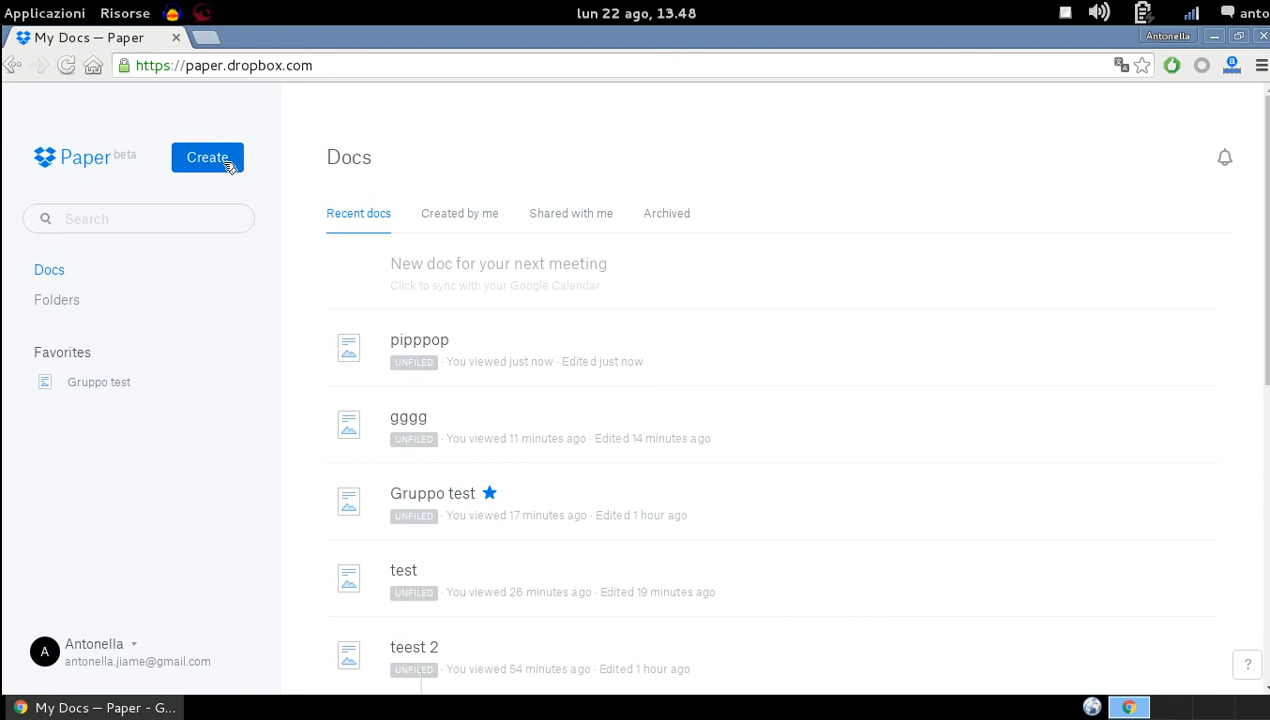 Applicazioni Risorse lun 22 ago, 13.48 anto
My Docs — Paper Antonella
https://paper.dropbox.com
Paper beta Create
Search
Docs
Folders
Favorites
Gruppo test
Antonella
antonella.jiame@gmail.com
A
Docs
Recent docs Created by me Shared with me Archived
New doc for your next meeting
Click to sync with your Google Calendar
pipppop
UNFILED · You viewed just now · Edited just now
gggg
UNFILED · You viewed 11 minutes ago · Edited 14 minutes ago
Gruppo test
UNFILED · You viewed 17 minutes ago · Edited 1 hour ago
test
UNFILED · You viewed 26 minutes ago · Edited 19 minutes ago
teest 2
UNFILED · You viewed 54 minutes ago · Edited 1 hour ago
?
My Docs — Paper - G...